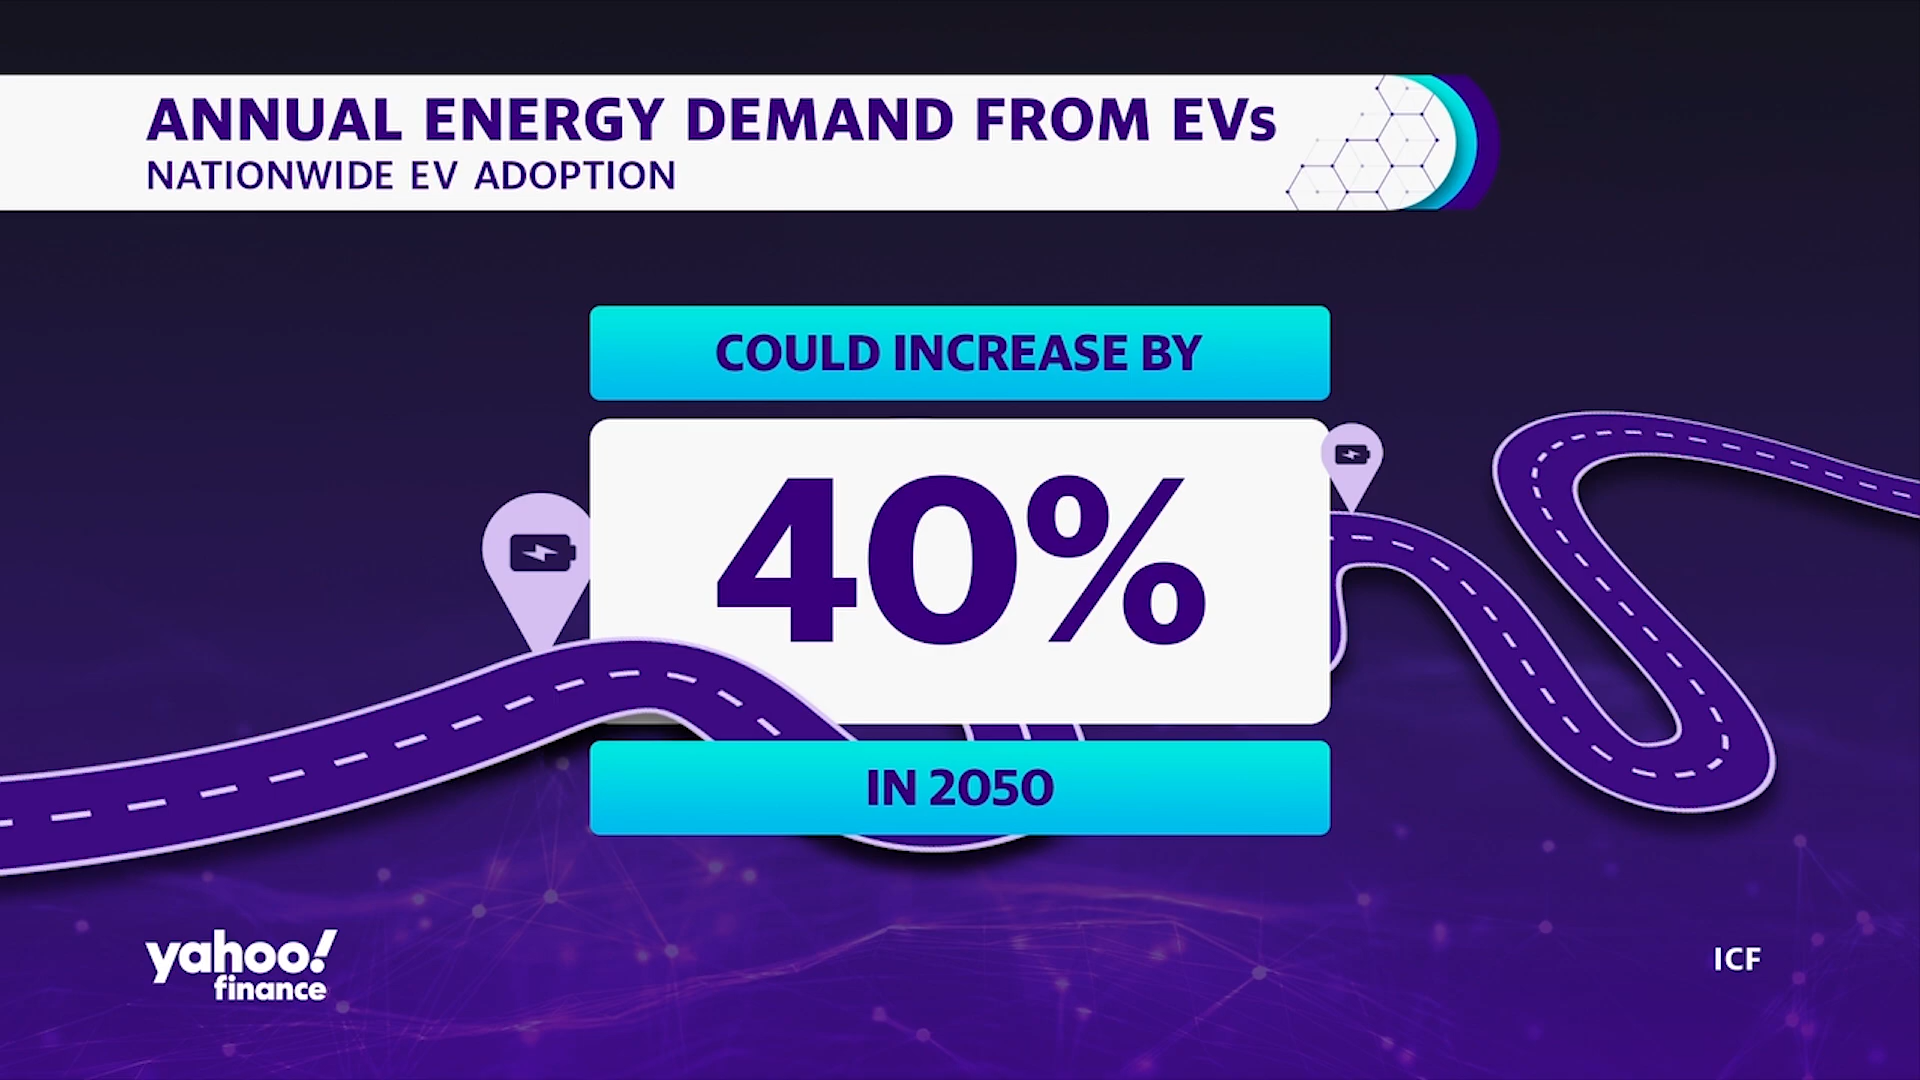 ANNUAL ENERGY DEMAND FROM EVs
NATIONWIDE EV ADOPTION
COULD INCREASE BY
40%
IN 2050
yahoo!
finance
ICF